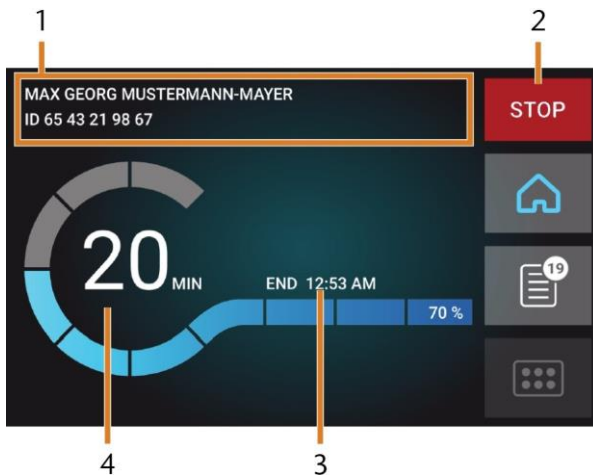 1
2
MAX GEORG MUSTERMANN-MAYER
ID 65 43 21 98 67
STOP
19
20 MIN
END 12:53 AM
70 %
4
3